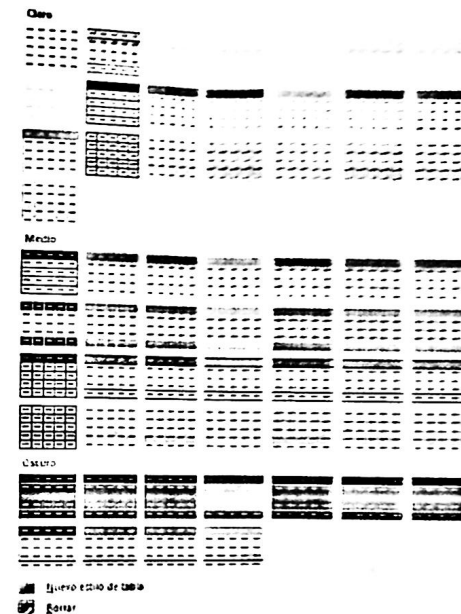 Claro
Medio
Oscuro
Nuevo estilo de tabla
Borrar